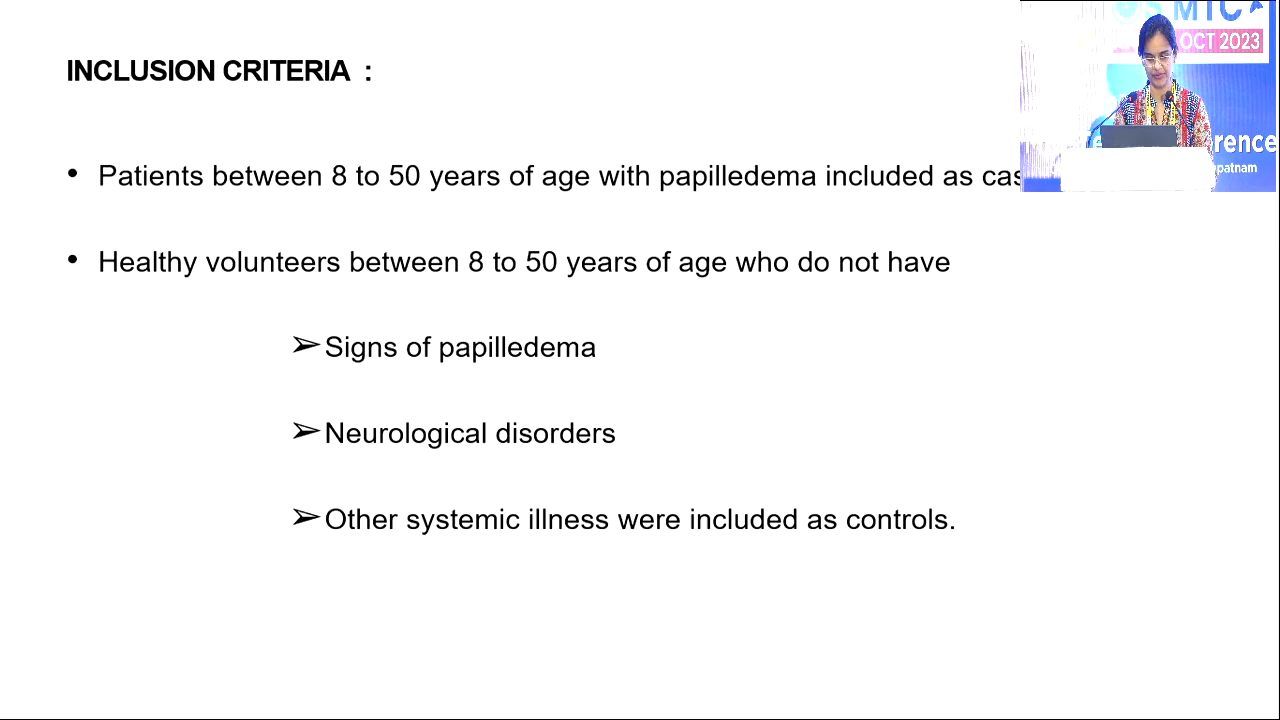 INCLUSION CRITERIA :
MTC
OCT 2023
• Patients between 8 to 50 years of age with papilledema included as
• Healthy volunteers between 8 to 50 years of age who do not have
➢Signs of papilledema
➢Neurological disorders
➢Other systemic illness were included as controls.